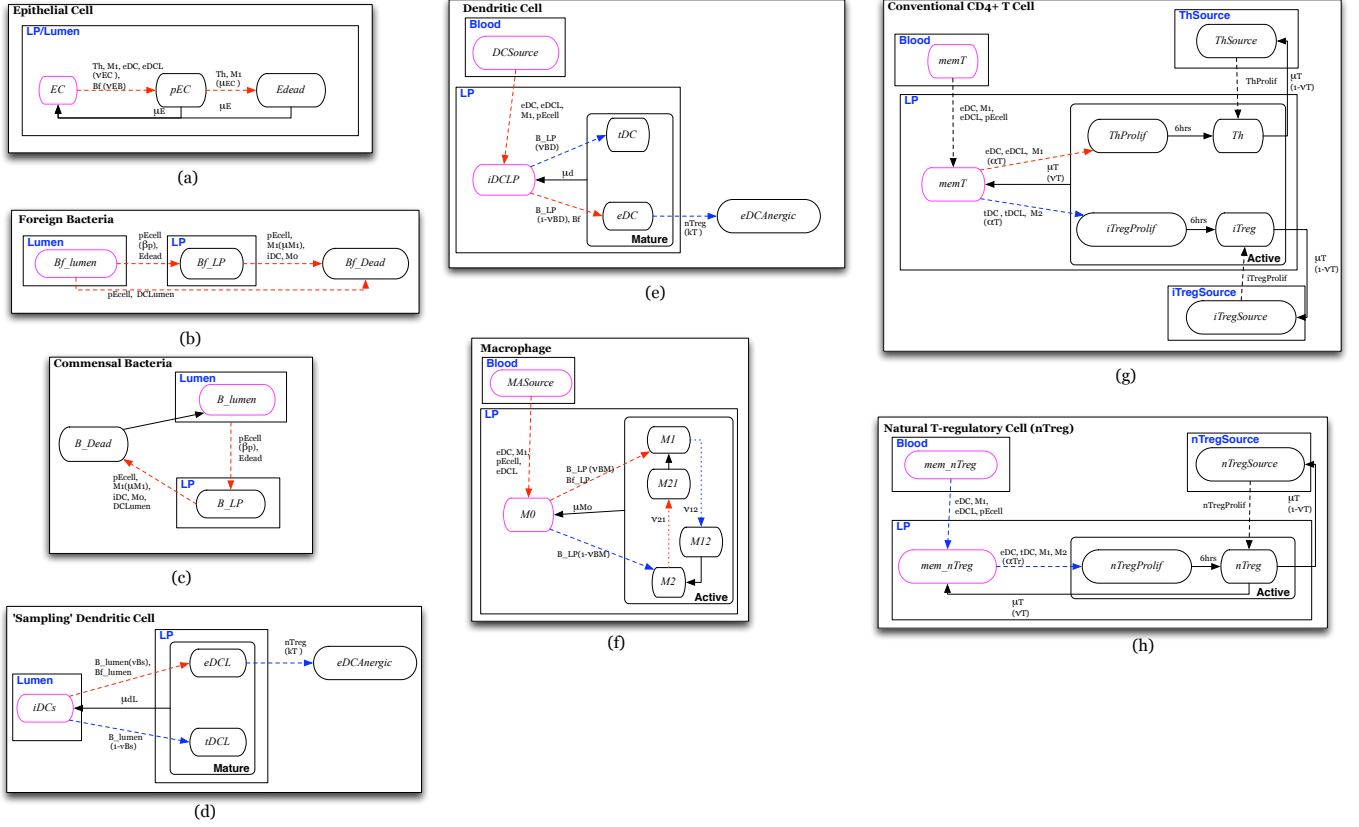 Epithelial Cell
LP/Lumen
Th, M1, eDC, eDCL
(νEC ),
Bf (νEB)
Th, M1
(μEC)
EC
pEC
Edead
μE
μE
(a)
Foreign Bacteria
Lumen
pEcell
(βp),
Edead
LP
pEcell,
M1(μM1),
iDC, M0
Bf_lumen
Bf_LP
Bf_Dead
pEcell, DCLumen
(b)
Commensal Bacteria
Lumen
B_lumen
B_Dead
pEcell
(βp),
Edead
pEcell,
M1(μM1),
iDC, M0,
DCLumen
LP
B_LP
(c)
'Sampling' Dendritic Cell
LP
B_lumen(νBs),
Bf_lumen
eDCL
nTreg
(kT )
eDCAnergic
Lumen
iDCs
μdL
B_lumen
(1-νBs)
tDCL
Mature
(d)
Dendritic Cell
Blood
DCSource
LP
eDC, eDCL,
M1, pEcell
B_LP
(νBD)
tDC
iDCLP
μd
B_LP
(1-νBD), Bf
eDC
nTreg
(kT )
eDCAnergic
Mature
(e)
Macrophage
Blood
MASource
LP
eDC, M1,
pEcell,
eDCL
B_LP (νBM)
Bf_LP
M1
M21
M0
μM0
ν21
ν12
M12
B_LP(1-νBM)
M2
Active
(f)
Conventional CD4+ T Cell
ThSource
ThSource
Blood
memT
ThProlif
μT
(1-νT)
LP
eDC, M1,
eDCL, pEcell
ThProlif
6hrs
Th
eDC, eDCL, M1
(αT)
memT
μT
(νT)
tDC , tDCL, M2
(αT)
iTregProlif
6hrs
iTreg
Active
μT
(1-νT)
iTregProlif
iTregSource
iTregSource
(g)
Natural T-regulatory Cell (nTreg)
Blood
mem_nTreg
nTregSource
nTregSource
eDC, M1,
eDCL, pEcell
nTregProlif
μT
(1-νT)
LP
mem_nTreg
eDC, tDC, M1, M2
(αTr)
nTregProlif
6hrs
nTreg
Active
μT
(νT)
(h)